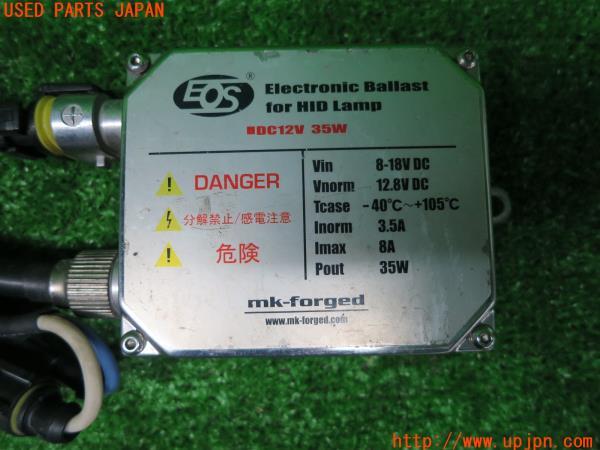 USED PARTS JAPAN
EOS ®
Electronic Ballast
for HID Lamp
DC12V 35W
DANGER
分解禁止/感電注意
危険
Vin 8-18V DC
Vnorm 12.8V DC
Tcase -40℃～+105℃
Inorm 3.5A
Imax 8A
Pout 35W
mk-forged
www.mk-forged.com
http://www.upjpn.com/